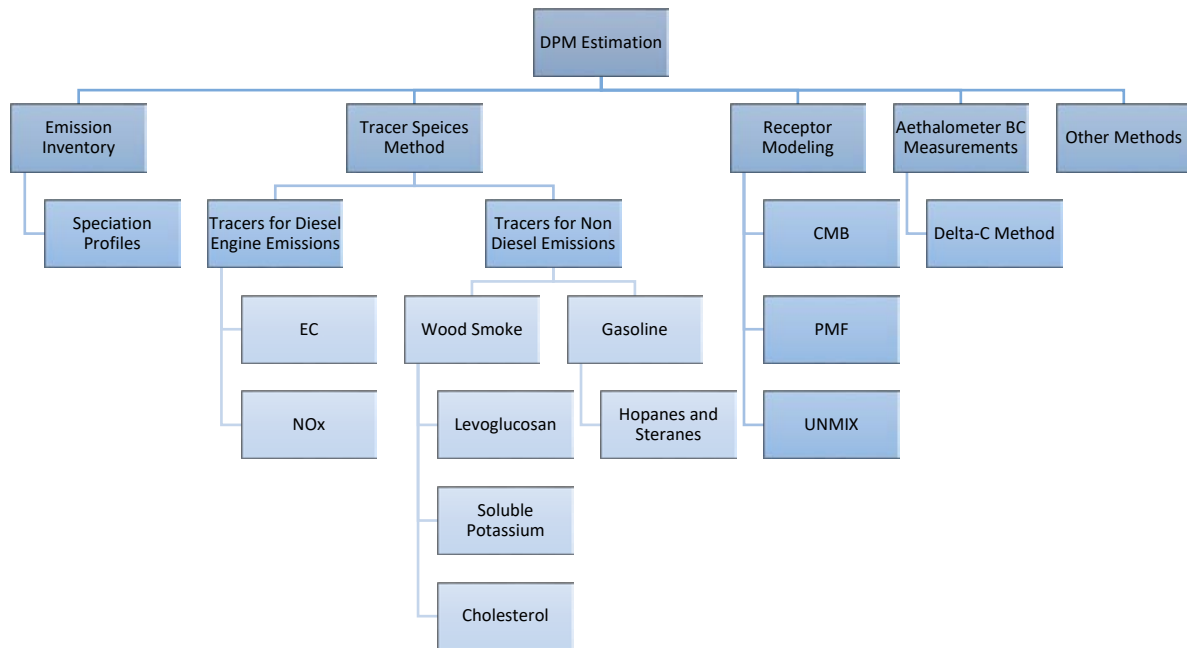 DPM Estimation
Emission
Inventory
Tracer Speices
Method
Receptor
Modeling
Aethalometer BC
Measurements
Other Methods
Speciation
Profiles
Tracers for Diesel
Engine Emissions
Tracers for Non
Diesel Emissions
CMB
Delta-C Method
EC
Wood Smoke
Gasoline
PMF
NOx
Levoglucosan
Hopanes and
Steranes
UNMIX
Soluble
Potassium
Cholesterol